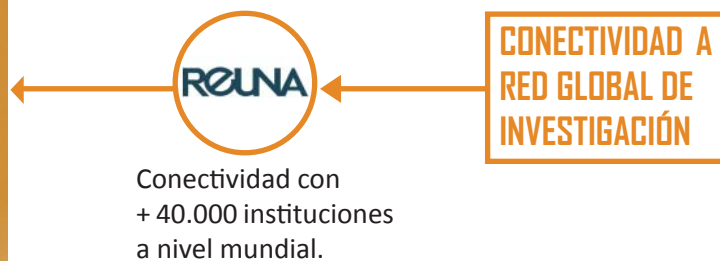 REUNA
CONECTIVIDAD A
RED GLOBAL DE
INVESTIGACIÓN
Conectividad con
+ 40.000 instituciones
a nivel mundial.